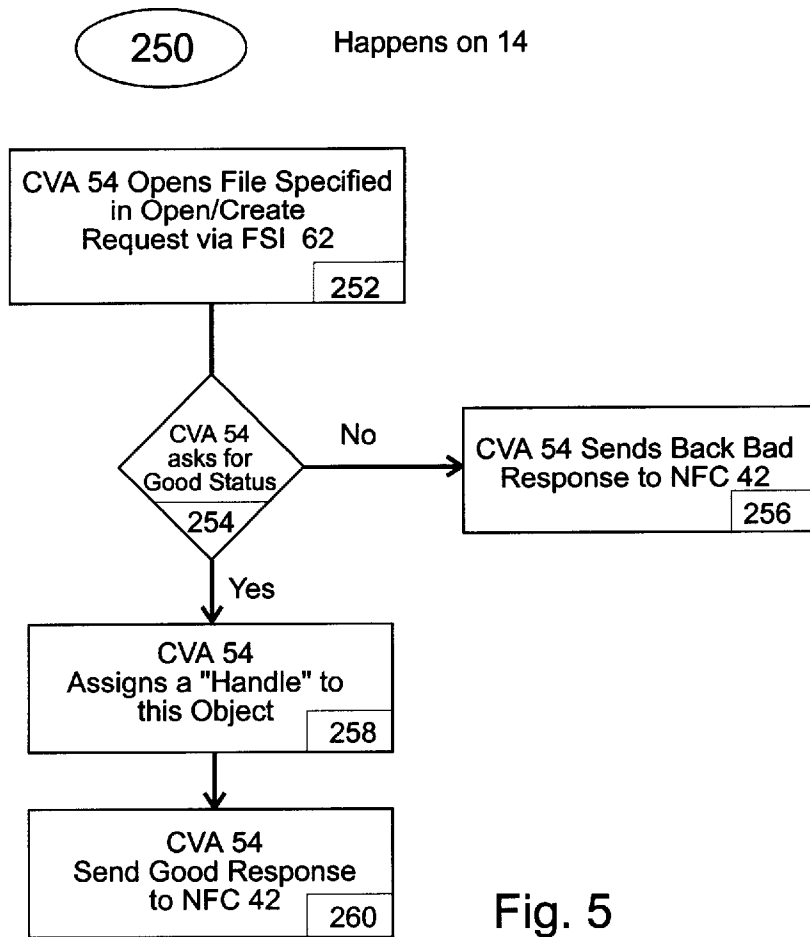 250
Happens on 14
CVA 54 Opens File Specified
in Open/Create
Request via FSI 62
252
CVA 54
asks for
Good Status
254
No
CVA 54 Sends Back Bad
Response to NFC 42
256
Yes
CVA 54
Assigns a "Handle" to
this Object
258
CVA 54
Send Good Response
to NFC 42
260
Fig. 5